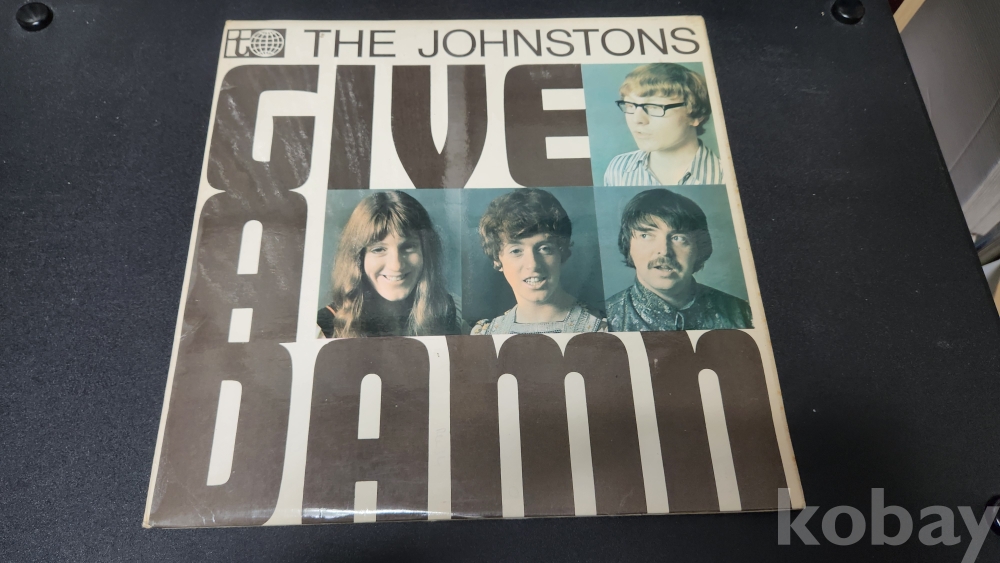 t THE JOHNSTONS
GIVE
A
DAMN
kobay